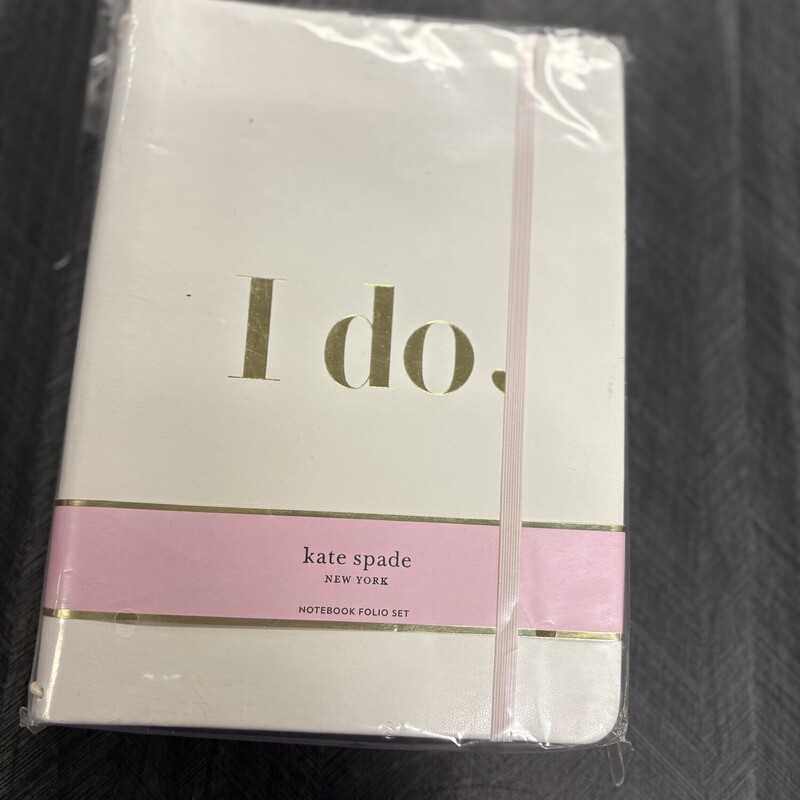 I do.
kate spade
NEW YORK
NOTEBOOK FOLIO SET